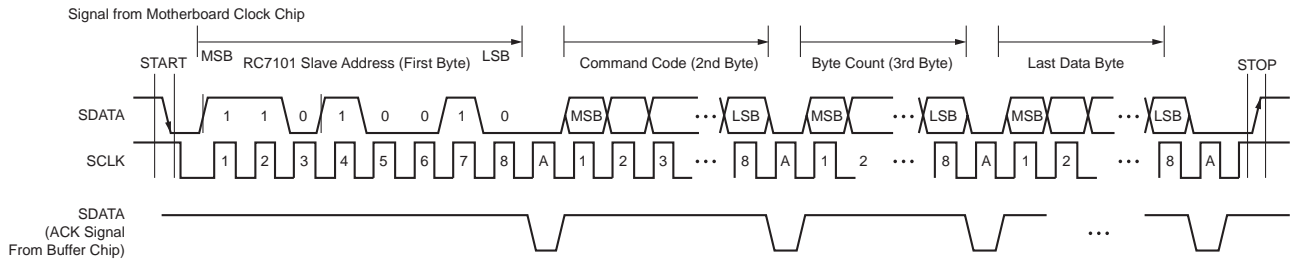 Signal from Motherboard Clock Chip
START MSB RC7101 Slave Address (First Byte) LSB Command Code (2nd Byte) Byte Count (3rd Byte) Last Data Byte STOP
SDATA 1 1 0 1 0 0 1 0 MSB ... LSB MSB ... LSB MSB ... LSB
SCLK 1 2 3 4 5 6 7 8 A 1 2 3 ... 8 A 1 2 ... 8 A 1 2 ... 8 A
SDATA
(ACK Signal
From Buffer Chip)
...